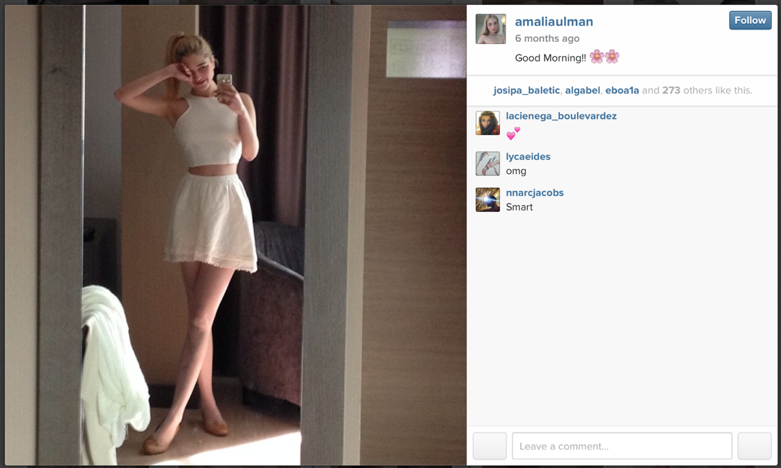 amaliaulman
Follow
6 months ago
Good Morning!! 🌸🌸
josipa_baletic, algabel, eboa1a and 273 others like this.
lacienega_boulevardez
💕
lycaeides
omg
nnarcjacobs
Smart
Leave a comment...